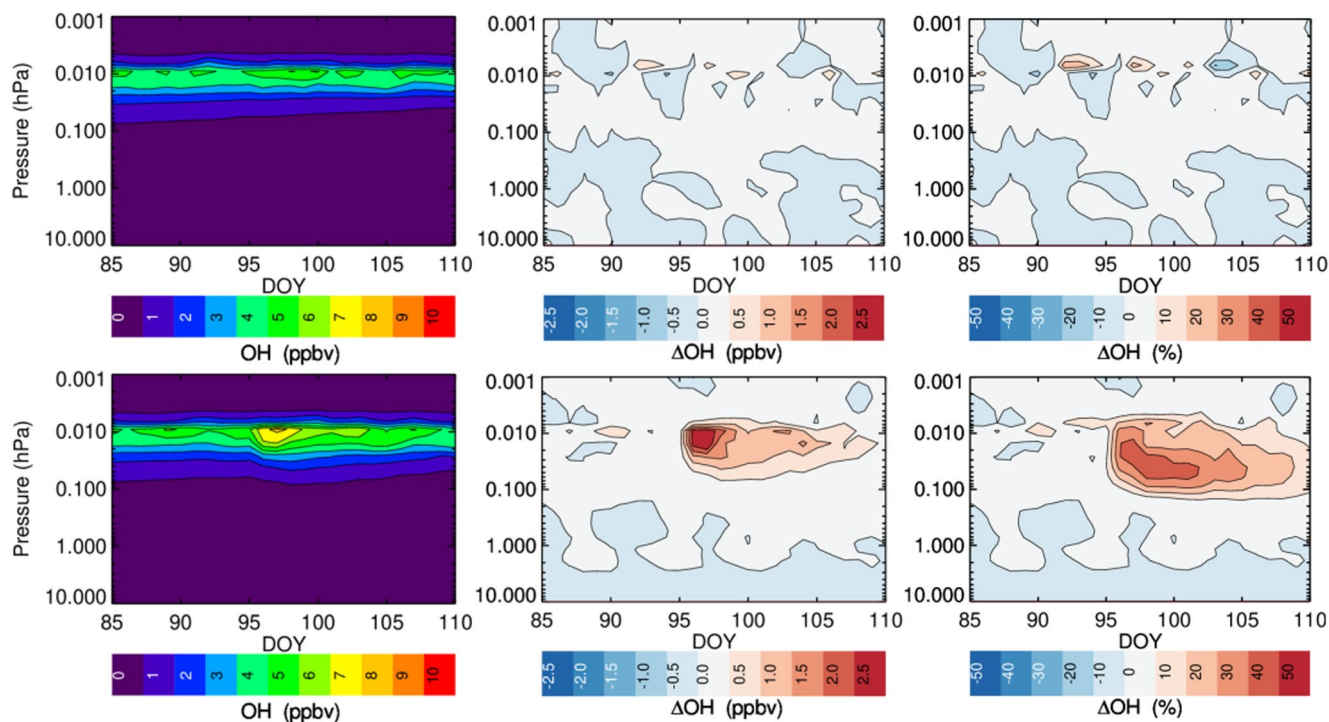 0.001 0.001 0.001
0.010 0.010 0.010
0.100 0.100 0.100
1.000 1.000 1.000
10.000 10.000 10.000
Pressure (hPa)
85 90 95 100 105 110 85 90 95 100 105 110 85 90 95 100 105 110
DOY DOY DOY
0 1 2 3 4 5 6 7 8 9 10 -2.5 -2.0 -1.5 -1.0 -0.5 0.0 0.5 1.0 1.5 2.0 2.5 -50 -40 -30 -20 -10 0 10 20 30 40 50
OH (ppbv) ΔOH (ppbv) ΔOH (%)
0.001 0.001 0.001
0.010 0.010 0.010
0.100 0.100 0.100
1.000 1.000 1.000
10.000 10.000 10.000
Pressure (hPa)
85 90 95 100 105 110 85 90 95 100 105 110 85 90 95 100 105 110
DOY DOY DOY
0 1 2 3 4 5 6 7 8 9 10 -2.5 -2.0 -1.5 -1.0 -0.5 0.0 0.5 1.0 1.5 2.0 2.5 -50 -40 -30 -20 -10 0 10 20 30 40 50
OH (ppbv) ΔOH (ppbv) ΔOH (%)